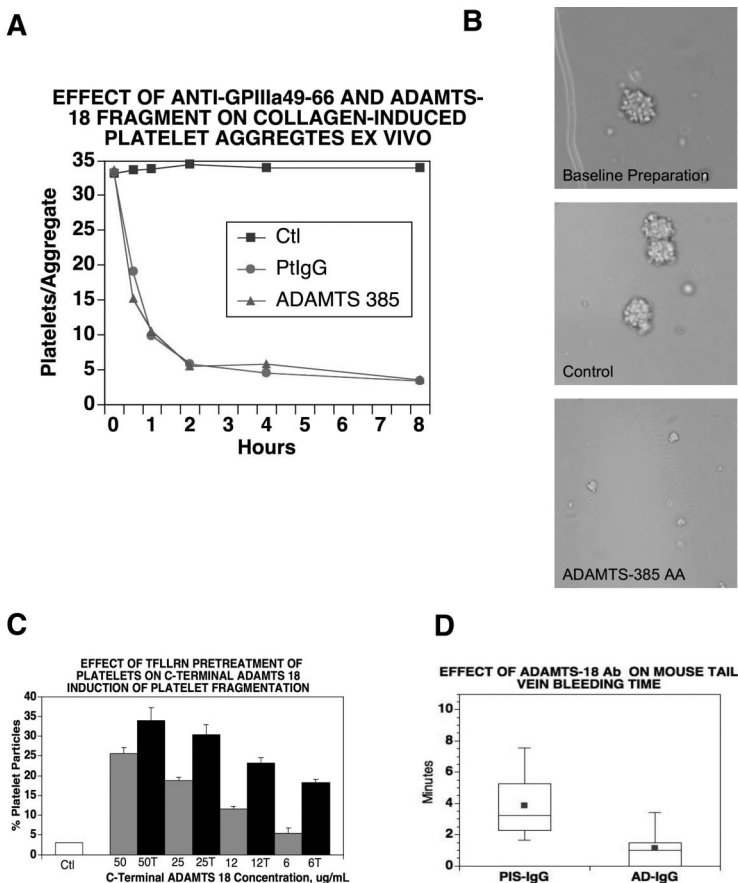 A
EFFECT OF ANTI-GPIIIa49-66 AND ADAMTS-
18 FRAGMENT ON COLLAGEN-INDUCED
PLATELET AGGREGTES EX VIVO
35
30
25
20
15
10
5
0
Platelets/Aggregate
Ctl
PtIgG
ADAMTS 385
0 1 2 3 4 5 6 7 8
Hours
B
Baseline Preparation
Control
ADAMTS-385 AA
C
EFFECT OF TFLLRN PRETREATMENT OF
PLATELETS ON C-TERMINAL ADAMTS 18
INDUCTION OF PLATELET FRAGMENTATION
40
35
30
25
20
15
10
5
0
% Platelet Particles
Ctl 50 50T 25 25T 12 12T 6 6T
C-Terminal ADAMTS 18 Concentration, ug/mL
D
EFFECT OF ADAMTS-18 Ab ON MOUSE TAIL
VEIN BLEEDING TIME
10
8
6
4
2
0
Minutes
PIS-IgG AD-IgG